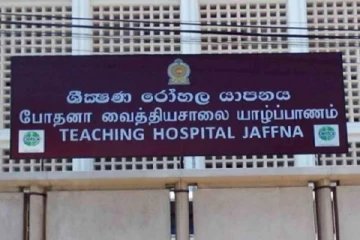 ශික්ෂණ රෝහල යාපනය
போதனா வைத்தியசாலை யாழ்ப்பாணம்
TEACHING HOSPITAL JAFFNA